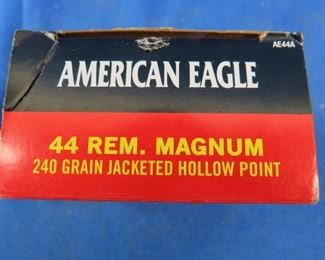 AE44A
AMERICAN EAGLE
44 REM. MAGNUM
240 GRAIN JACKETED HOLLOW POINT